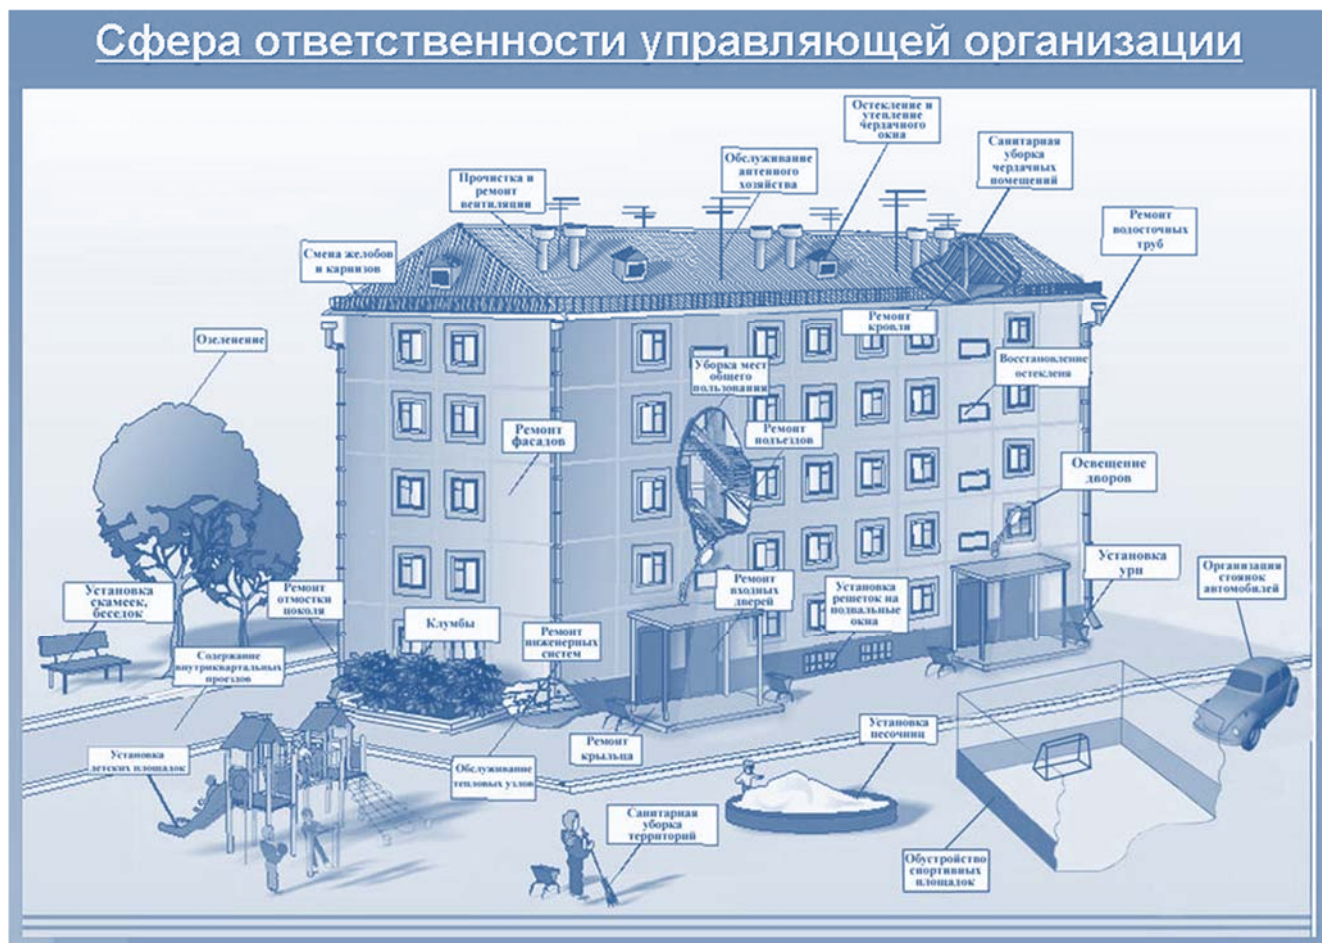 Сфера ответственности управляющей организации
Остекление и
утепление
чердачного
окна
Санитарная
уборка
чердачных
помещений
Обслуживание
антенного
хозяйства
Прочистка и
ремонт
вентиляции
Ремонт
водосточных
труб
Смена желобов
и карнизов
Ремонт
кровли
Озеленение
Уборка мест
общего
пользования
Восстановление
остекленя
Ремонт
фасадов
Ремонт
подъездов
Освещение
дворов
Установка
скамеек,
беседок
Ремонт
отмостки
цоколя
Клумбы
Ремонт
инженерных
систем
Ремонт
входных
дверей
Установка
решеток на
подвальные
окна
Установка
урн
Организация
стоянок
автомобилей
Содержание
внутриквартальных
проездов
Установка
детских площадок
Обслуживание
тепловых узлов
Ремонт
крыльца
Установка
песочниц
Санитарная
уборка
территорий
Обустройство
спортивных
площадок